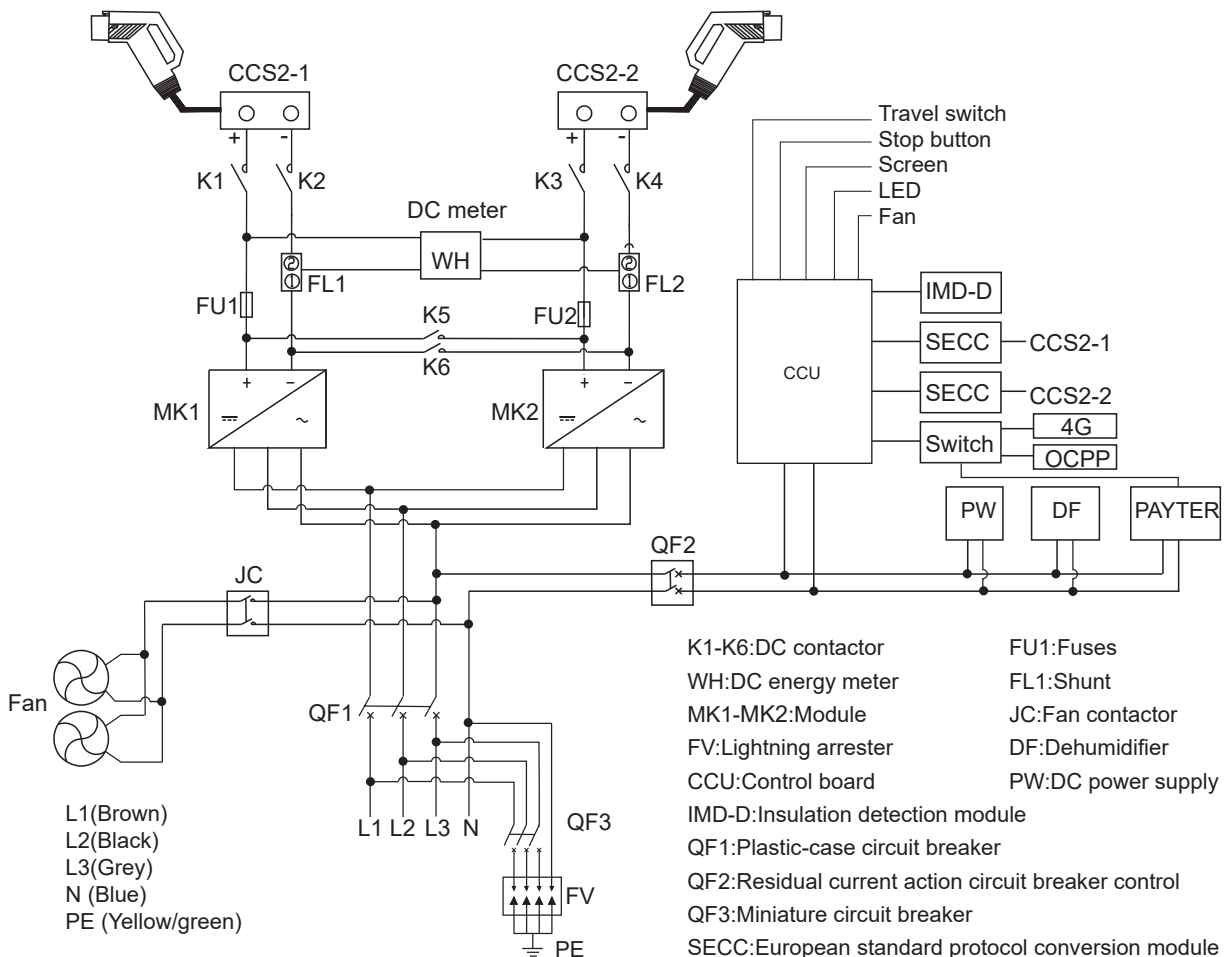 CCS2-1
CCS2-2
+
-
+
-
K1
K2
K3
K4
DC meter
WH
FL1
FL2
FU1
FU2
K5
K6
MK1
+
−
~
MK2
+
−
~
Travel switch
Stop button
Screen
LED
Fan
CCU
IMD-D
SECC
CCS2-1
SECC
CCS2-2
Switch
4G
OCPP
PW
DF
PAYTER
QF2
JC
Fan
QF1
L1
L2
L3
N
QF3
FV
PE
L1(Brown)
L2(Black)
L3(Grey)
N (Blue)
PE (Yellow/green)
K1-K6:DC contactor
FU1:Fuses
WH:DC energy meter
FL1:Shunt
MK1-MK2:Module
JC:Fan contactor
FV:Lightning arrester
DF:Dehumidifier
CCU:Control board
PW:DC power supply
IMD-D:Insulation detection module
QF1:Plastic-case circuit breaker
QF2:Residual current action circuit breaker control
QF3:Miniature circuit breaker
SECC:European standard protocol conversion module